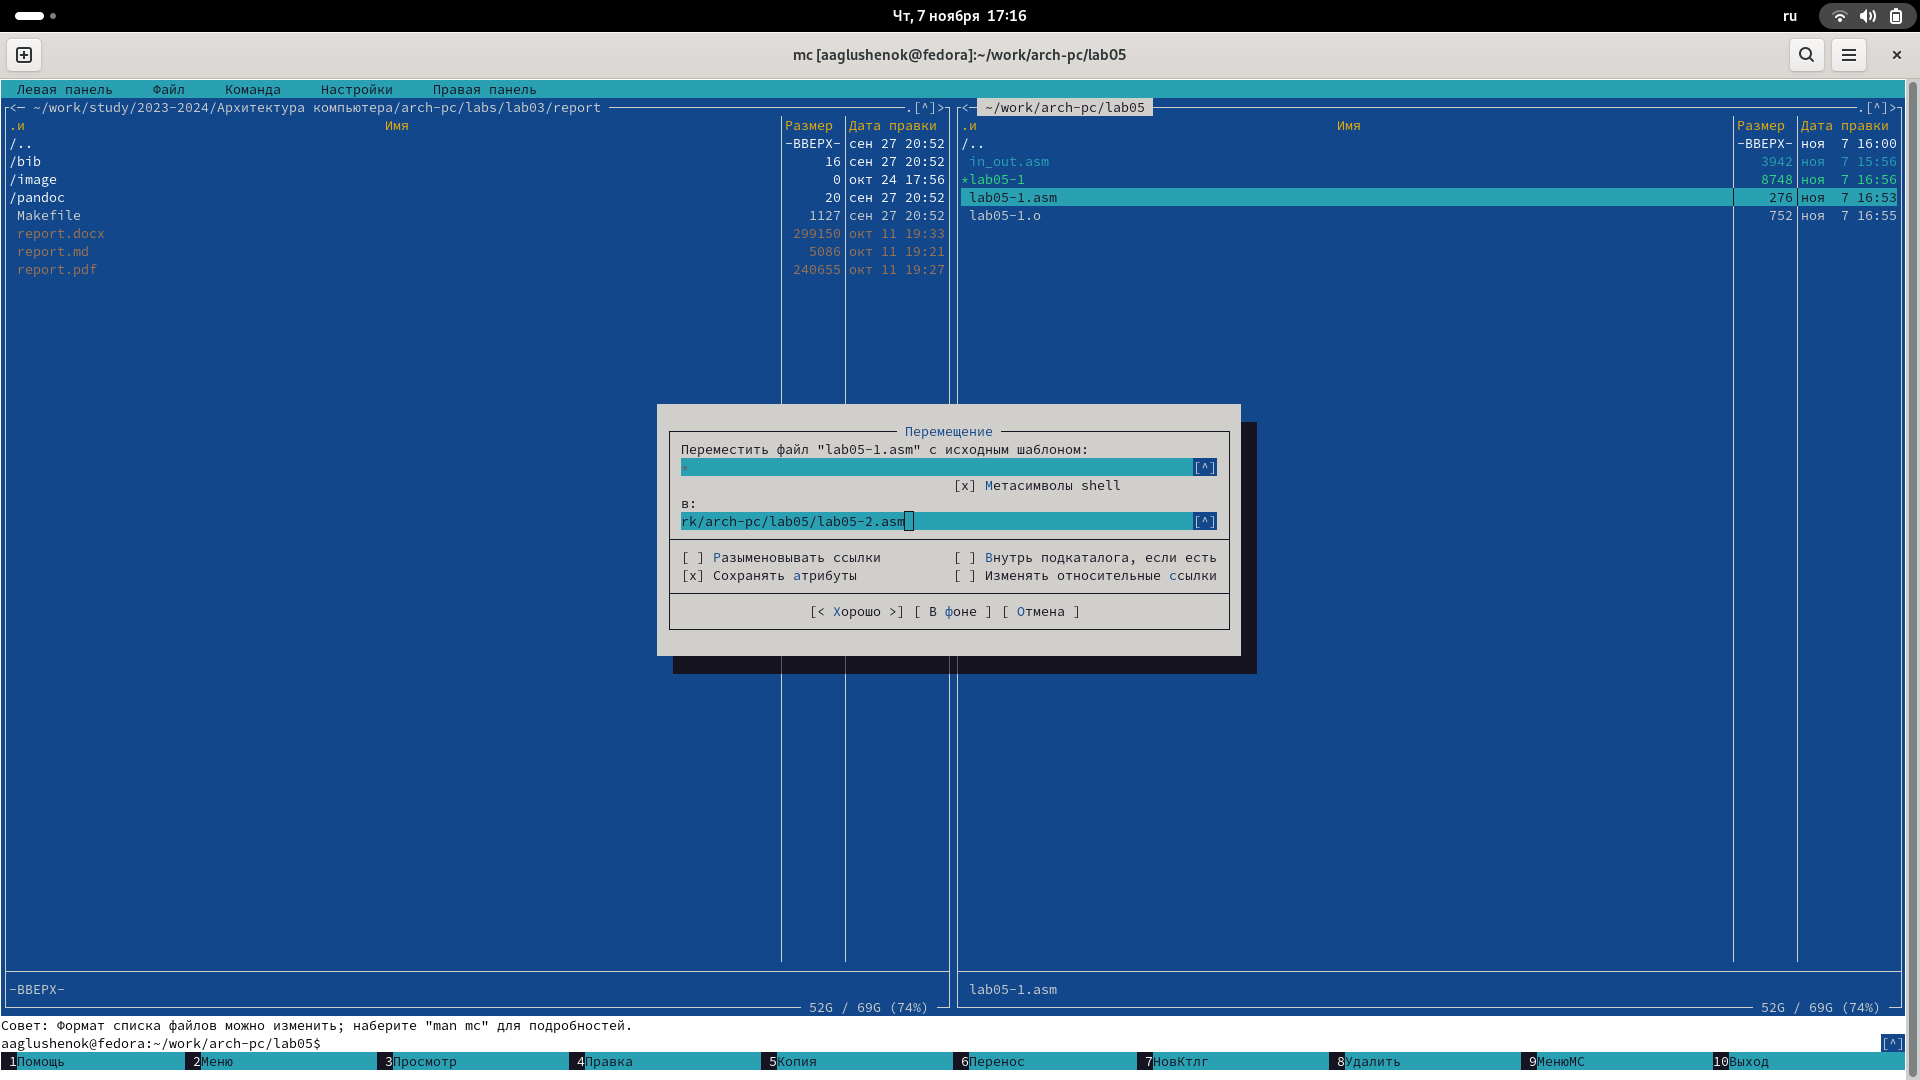 Чт, 7 ноября 17:16
ru
mc [aaglushenok@fedora]:~/work/arch-pc/lab05
Левая панель Файл Команда Настройки Правая панель
<─ ~/work/study/2023-2024/Архитектура компьютера/arch-pc/labs/lab03/report .[^]>
.и Имя Размер Дата правки
/.. -ВВЕРХ- сен 27 20:52
/bib 16 сен 27 20:52
/image 0 окт 24 17:56
/pandoc 20 сен 27 20:52
Makefile 1127 сен 27 20:52
report.docx 299150 окт 11 19:33
report.md 5086 окт 11 19:21
report.pdf 240655 окт 11 19:27
-ВВЕРХ-
52G / 69G (74%)
<─ ~/work/arch-pc/lab05 .[^]>
.и Имя Размер Дата правки
/.. -ВВЕРХ- ноя 7 16:00
in_out.asm 3942 ноя 7 15:56
*lab05-1 8748 ноя 7 16:56
lab05-1.asm 276 ноя 7 16:53
lab05-1.o 752 ноя 7 16:55
lab05-1.asm
52G / 69G (74%)
Перемещение
Переместить файл "lab05-1.asm" с исходным шаблоном:
* [^]
[x] Метасимволы shell
в:
rk/arch-pc/lab05/lab05-2.asm [^]
[ ] Разыменовывать ссылки [ ] Внутрь подкаталога, если есть
[x] Сохранять атрибуты [ ] Изменять относительные ссылки
[< Хорошо >] [ В фоне ] [ Отмена ]
Совет: Формат списка файлов можно изменить; наберите "man mc" для подробностей.
aaglushenok@fedora:~/work/arch-pc/lab05$ [^]
1Помощь 2Меню 3Просмотр 4Правка 5Копия 6Перенос 7НовКтлг 8Удалить 9МенюМС 10Выход